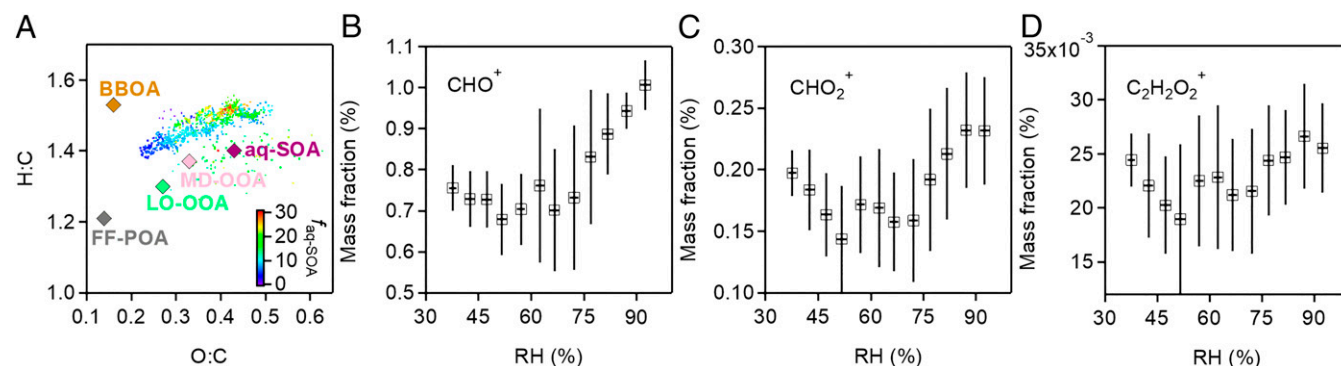 A
H:C
1.6
1.4
1.2
1.0
BBOA
aq-SOA
MD-OOA
LO-OOA
FF-POA
30
20
10
0
faq-SOA
0.1 0.2 0.3 0.4 0.5 0.6
O:C
B
Mass fraction (%)
1.1
1.0
0.9
0.8
0.7
0.6
0.5
CHO+
30 45 60 75 90
RH (%)
C
Mass fraction (%)
0.30
0.25
0.20
0.15
0.10
CHO2+
30 45 60 75 90
RH (%)
D
Mass fraction (%)
35x10-3
30
25
20
15
C2H2O2+
30 45 60 75 90
RH (%)